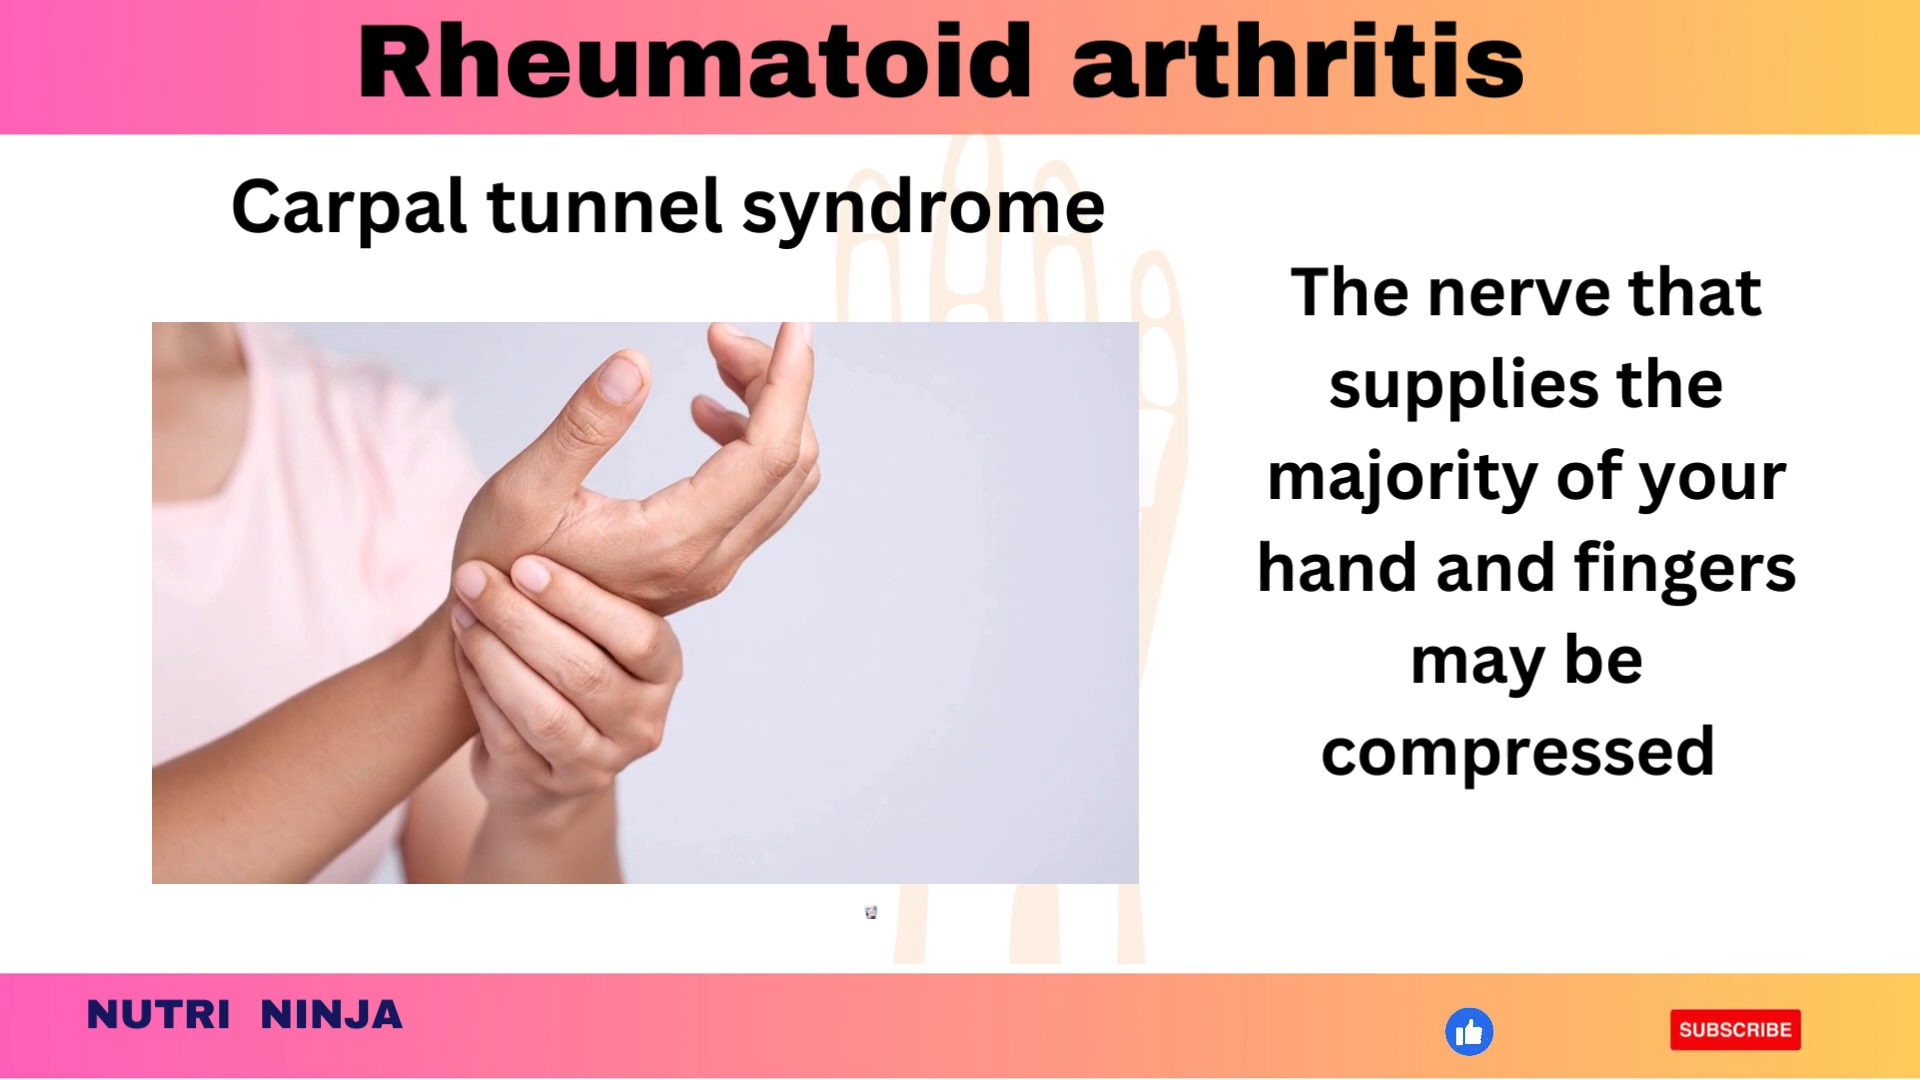 Rheumatoid arthritis
Carpal tunnel syndrome
The nerve that
supplies the
majority of your
hand and fingers
may be
compressed
NUTRI NINJA
SUBSCRIBE